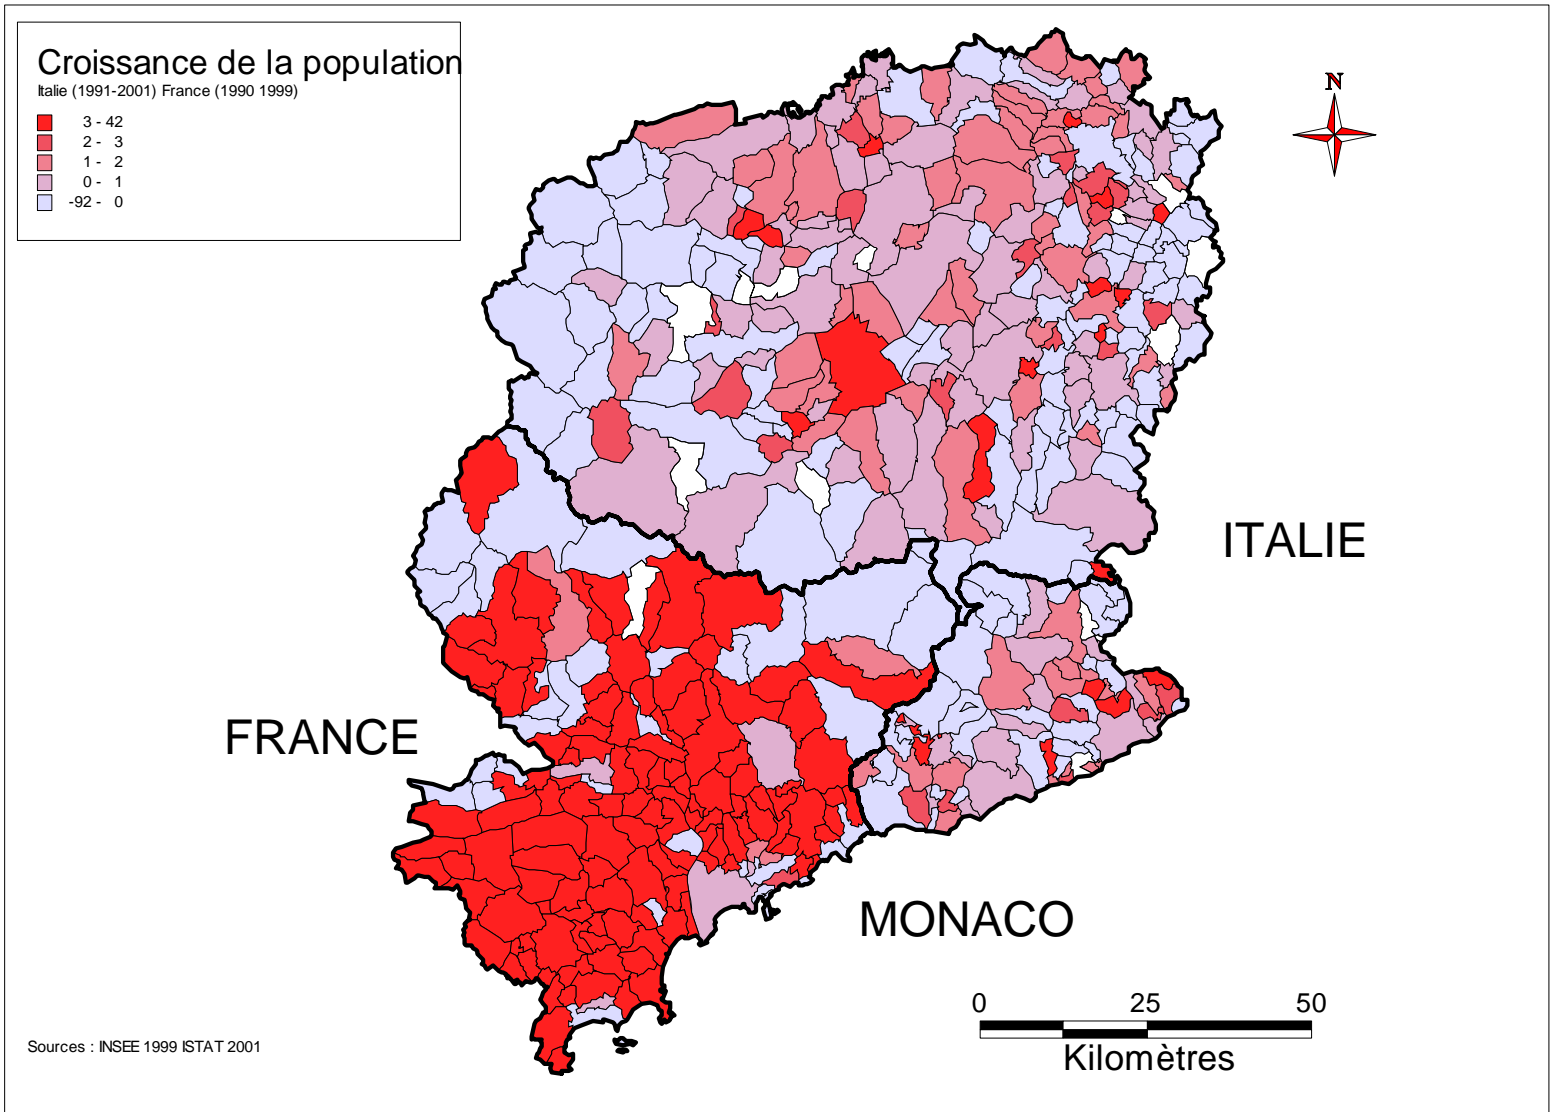 Croissance de la population
Italie (1991-2001) France (1990 1999)
3 - 42
2 - 3
1 - 2
0 - 1
-92 - 0
N
ITALIE
FRANCE
MONACO
0 25 50
Kilomètres
Sources : INSEE 1999 ISTAT 2001